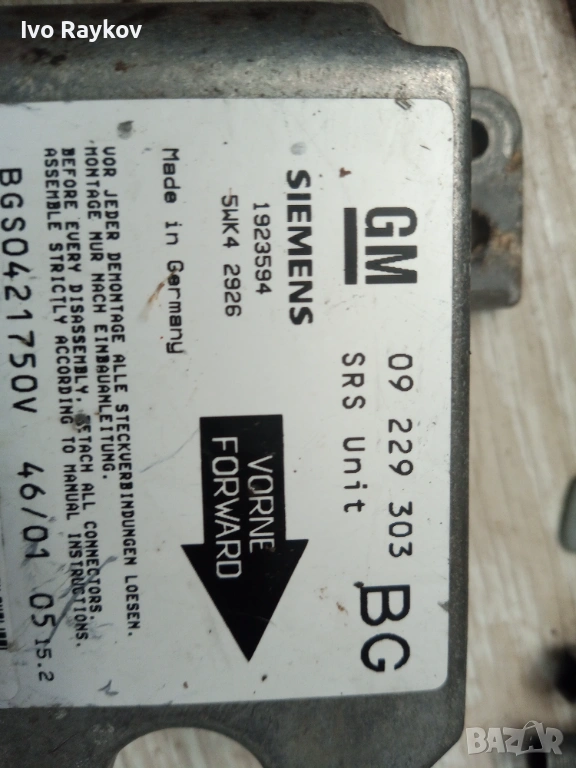 Ivo Raykov
GM 09 229 303 BG
SRS Unit
SIEMENS
1923594
5WK4 2926
VORNE
FORWARD
Made in Germany
VOR JEDER DEMONTAGE ALLE STECKVERBINDUNGEN LOESEN.
MONTAGE NUR NACH EINBAUANLEITUNG.
BEFORE EVERY DISASSEMBLY, DETACH ALL CONNECTORS.
ASSEMBLE STRICTLY ACCORDING TO MANUAL INSTRUCTIONS.
BGS0421750V 46/01 05 15.2
BAZAR